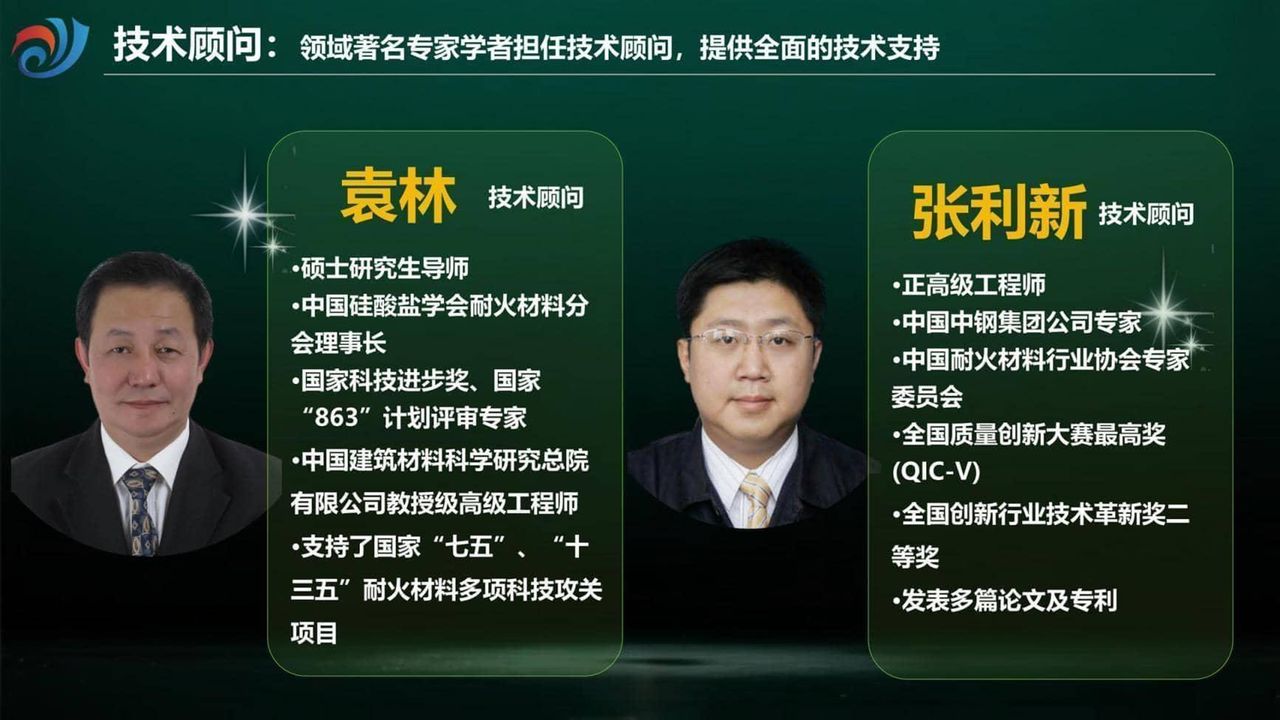 技术顾问：领域著名专家学者担任技术顾问，提供全面的技术支持
袁林 技术顾问
•硕士研究生导师
•中国硅酸盐学会耐火材料分
会理事长
•国家科技进步奖、国家
“863”计划评审专家
•中国建筑材料科学研究总院
有限公司教授级高级工程师
•支持了国家“七五”、“十
三五”耐火材料多项科技攻关
项目
张利新 技术顾问
•正高级工程师
•中国中钢集团公司专家
•中国耐火材料行业协会专家
委员会
•全国质量创新大赛最高奖
(QIC-V)
•全国创新行业技术革新奖二
等奖
•发表多篇论文及专利